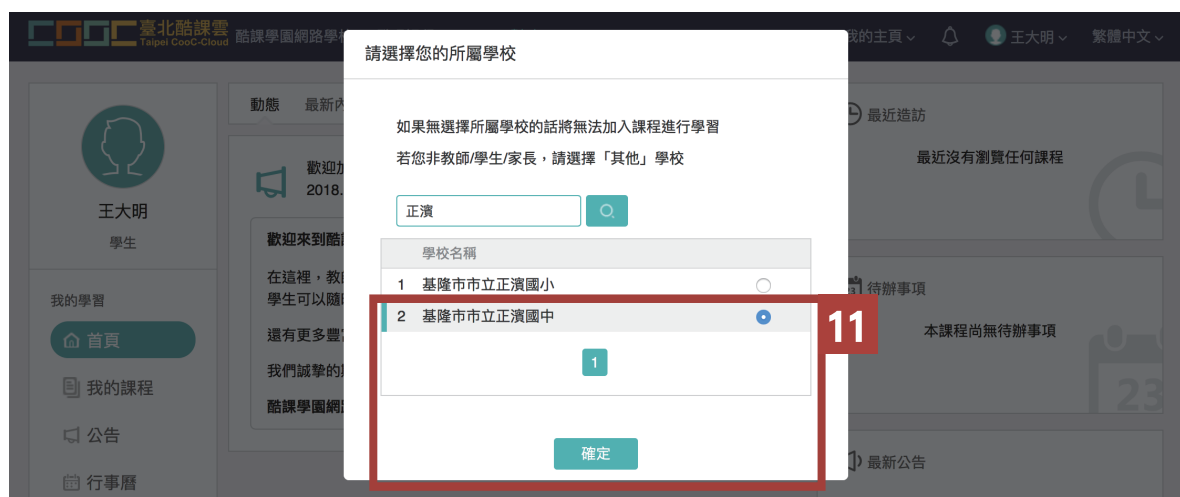 臺北酷課雲
Taipei CooC-Cloud
酷課學園網路學校
我的主頁
王大明
繁體中文
王大明
學生
我的學習
首頁
我的課程
公告
行事曆
動態
最新內
歡迎加
2018.
歡迎來到酷
在這裡,教
學生可以隨
還有更多豐
我們誠摯的
酷課學園網
請選擇您的所屬學校
如果無選擇所屬學校的話將無法加入課程進行學習
若您非教師/學生/家長,請選擇「其他」學校
正濱
學校名稱
1 基隆市市立正濱國小
2 基隆市市立正濱國中
1
確定
11
最近造訪
最近沒有瀏覽任何課程
待辦事項
本課程尚無待辦事項
23
最新公告